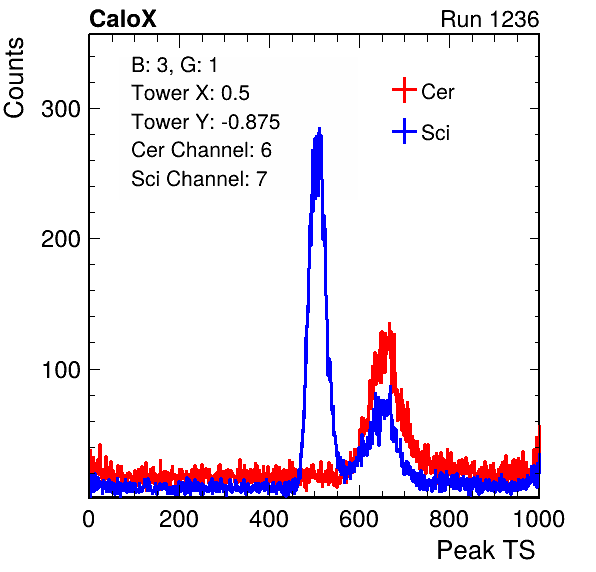 CaloX Run 1236
Counts
B: 3, G: 1
Tower X: 0.5
Tower Y: -0.875
Cer Channel: 6
Sci Channel: 7
Cer
Sci
300
200
100
0 200 400 600 800 1000
Peak TS